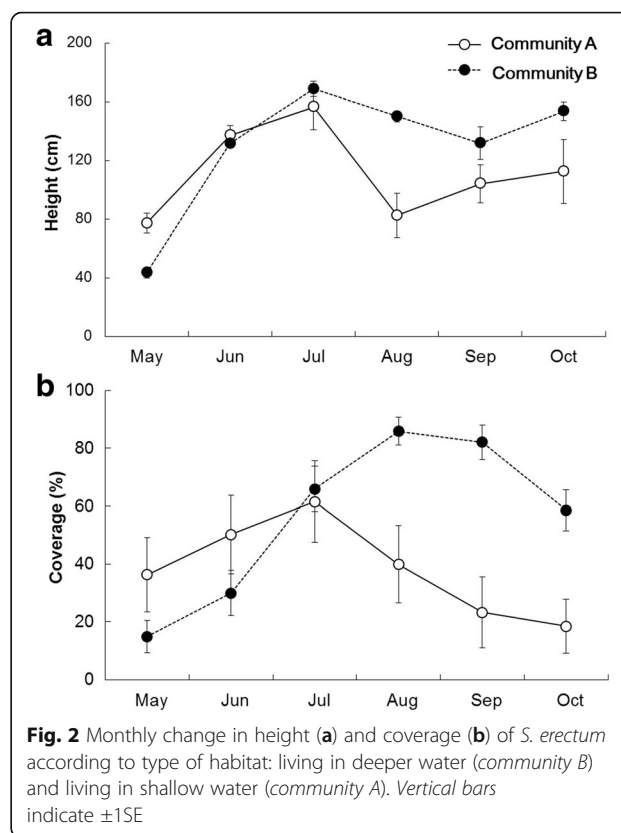 a
200
160
120
80
40
0
Height (cm)
Community A
Community B
May Jun Jul Aug Sep Oct
b
100
80
60
40
20
0
Coverage (%)
May Jun Jul Aug Sep Oct
Fig. 2 Monthly change in height (a) and coverage (b) of S. erectum
according to type of habitat: living in deeper water (community B)
and living in shallow water (community A). Vertical bars
indicate ±1SE